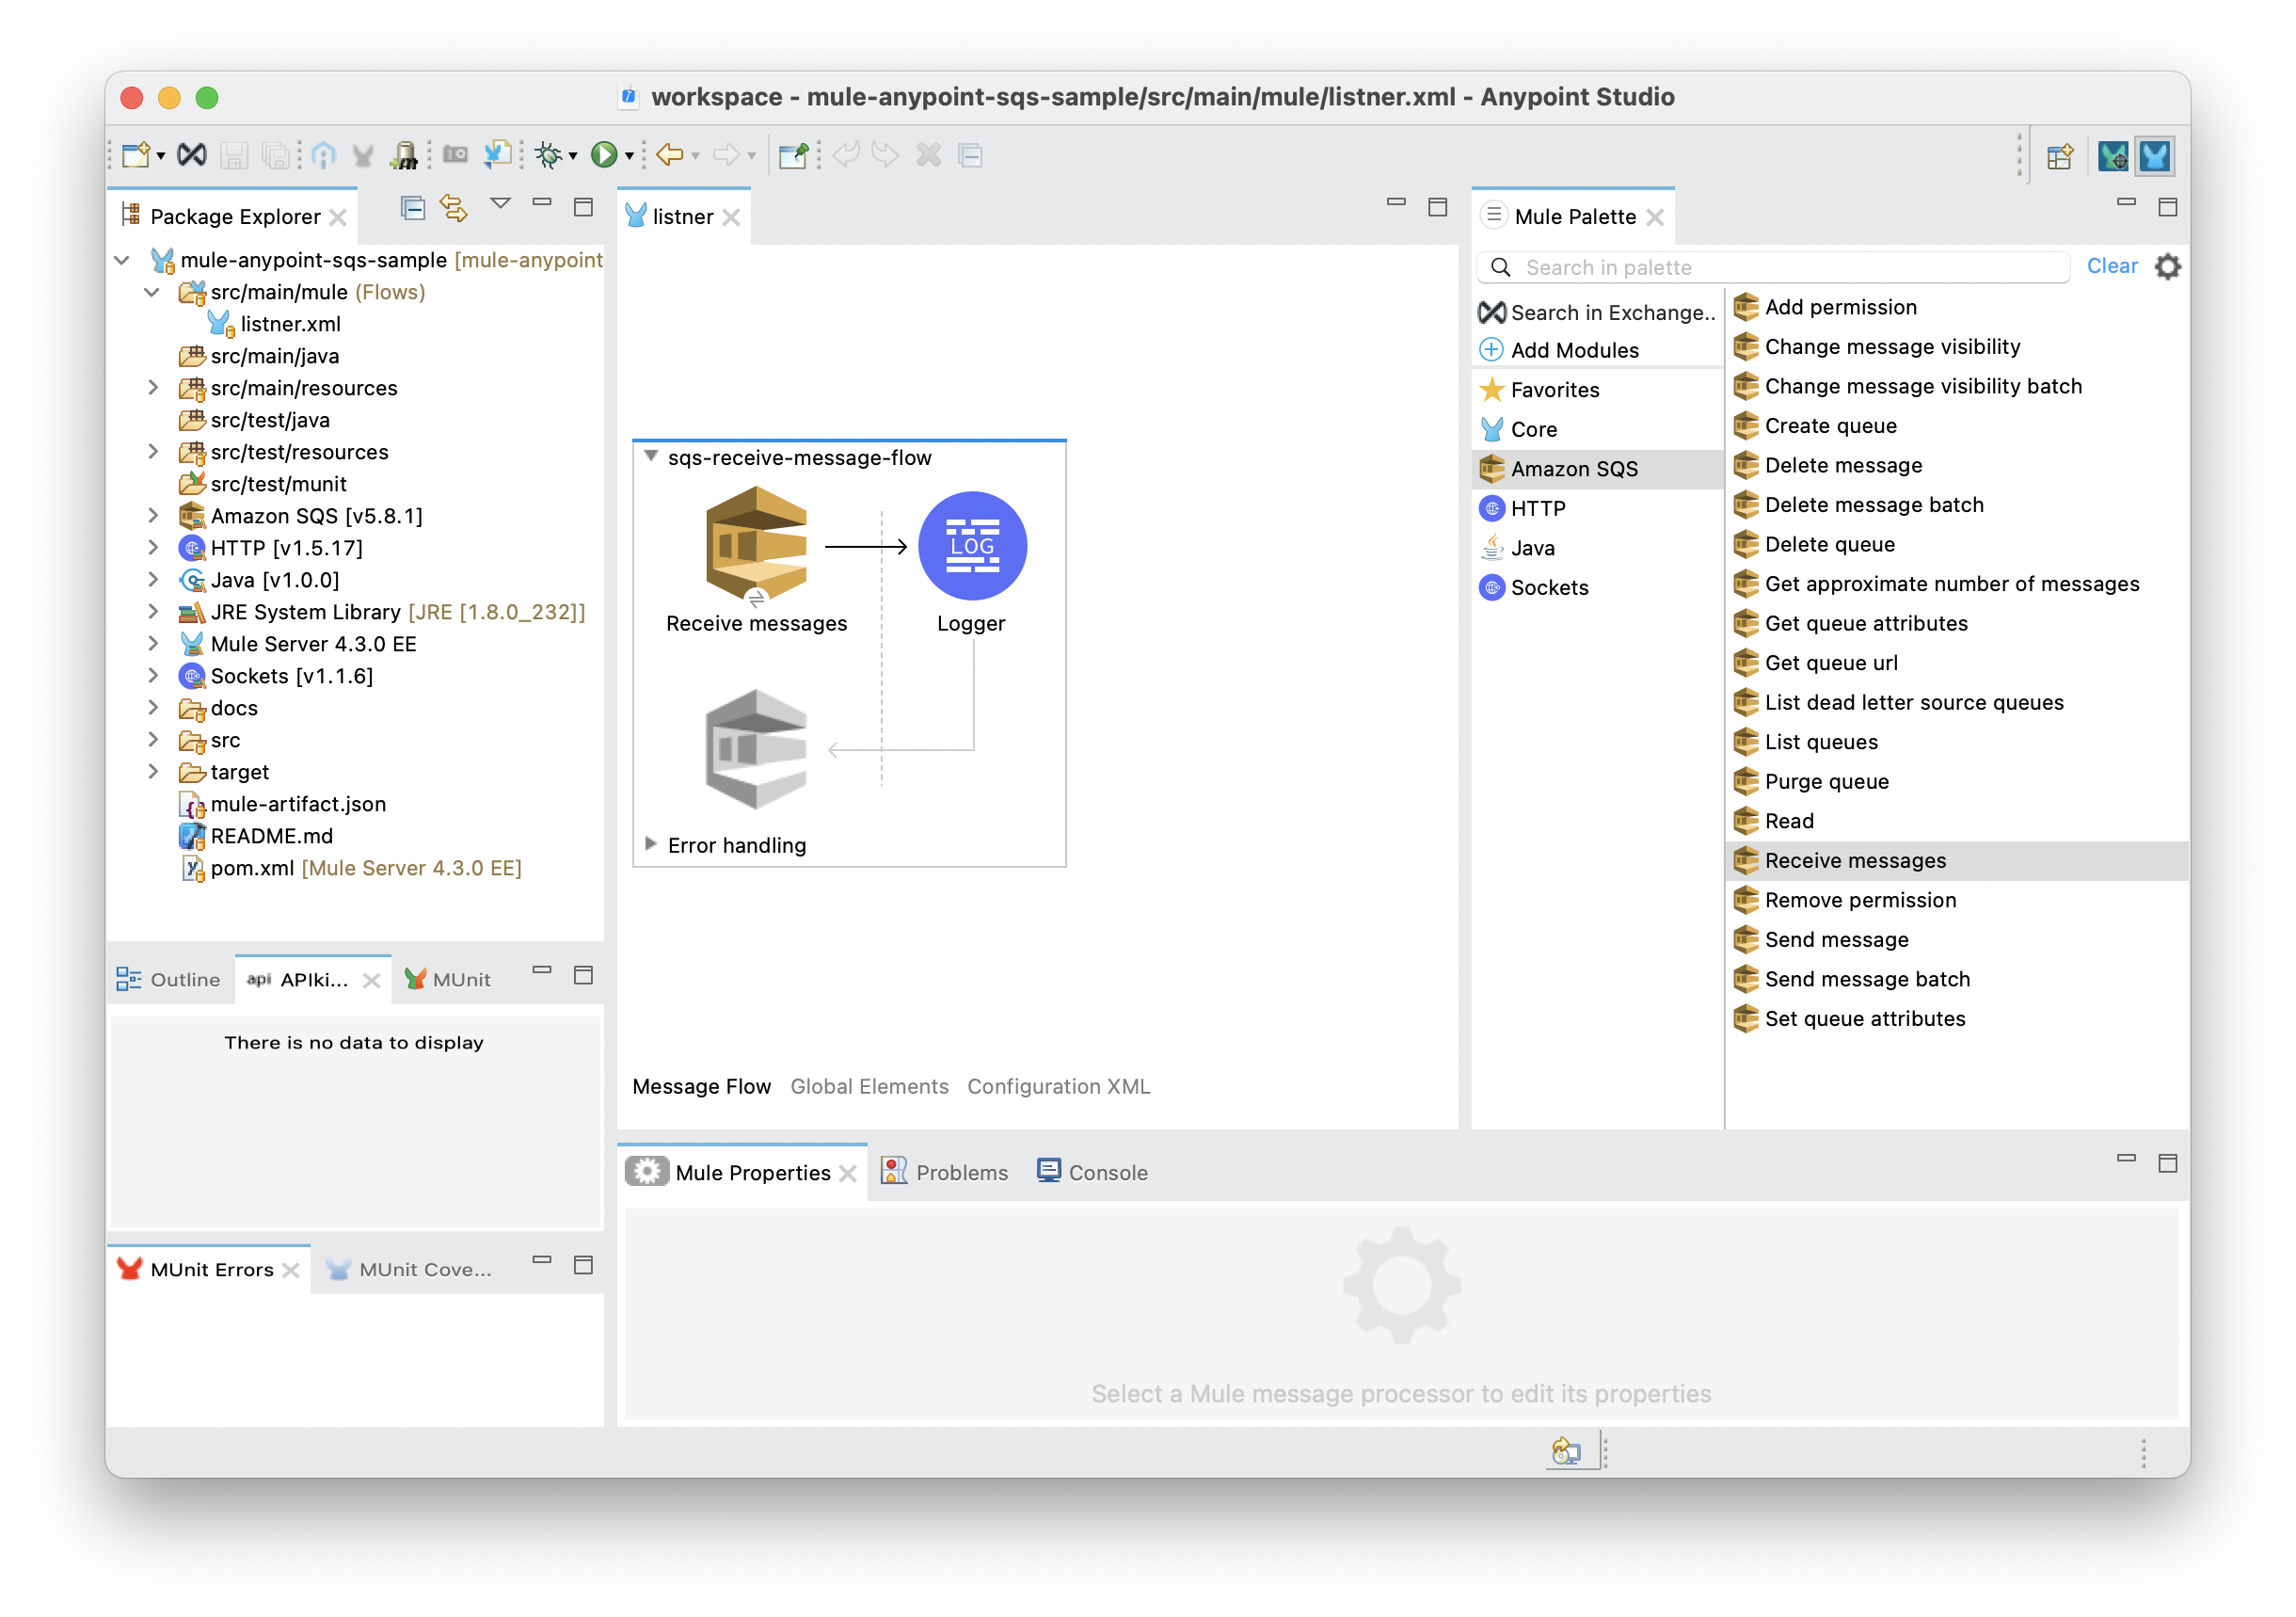 workspace - mule-anypoint-sqs-sample/src/main/mule/listner.xml - Anypoint Studio
Package Explorer
mule-anypoint-sqs-sample [mule-anypoint
src/main/mule (Flows)
listner.xml
src/main/java
src/main/resources
src/test/java
src/test/resources
src/test/munit
Amazon SQS [v5.8.1]
HTTP [v1.5.17]
Java [v1.0.0]
JRE System Library [JRE [1.8.0_232]]
Mule Server 4.3.0 EE
Sockets [v1.1.6]
docs
src
target
mule-artifact.json
README.md
pom.xml [Mule Server 4.3.0 EE]
Outline
api APIki...
MUnit
There is no data to display
MUnit Errors
MUnit Cove...
listner
sqs-receive-message-flow
LOG
Receive messages
Logger
Error handling
Message Flow
Global Elements
Configuration XML
Mule Palette
Search in palette
Clear
Search in Exchange..
Add Modules
Favorites
Core
Amazon SQS
HTTP
Java
Sockets
Add permission
Change message visibility
Change message visibility batch
Create queue
Delete message
Delete message batch
Delete queue
Get approximate number of messages
Get queue attributes
Get queue url
List dead letter source queues
List queues
Purge queue
Read
Receive messages
Remove permission
Send message
Send message batch
Set queue attributes
Mule Properties
Problems
Console
Select a Mule message processor to edit its properties